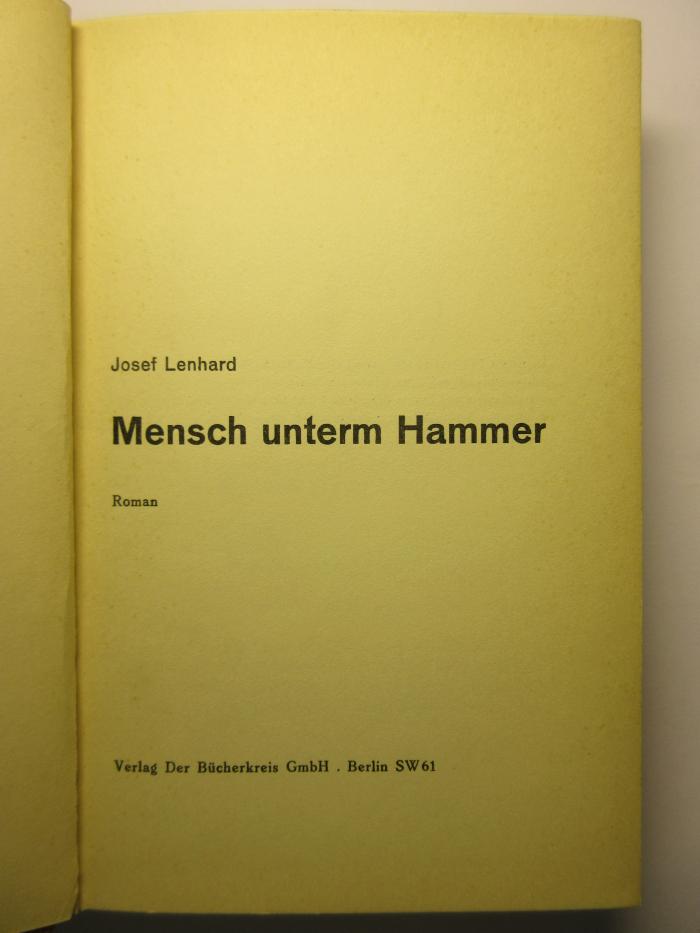 Josef Lenhard
Mensch unterm Hammer
Roman
Verlag Der Bücherkreis GmbH . Berlin SW61